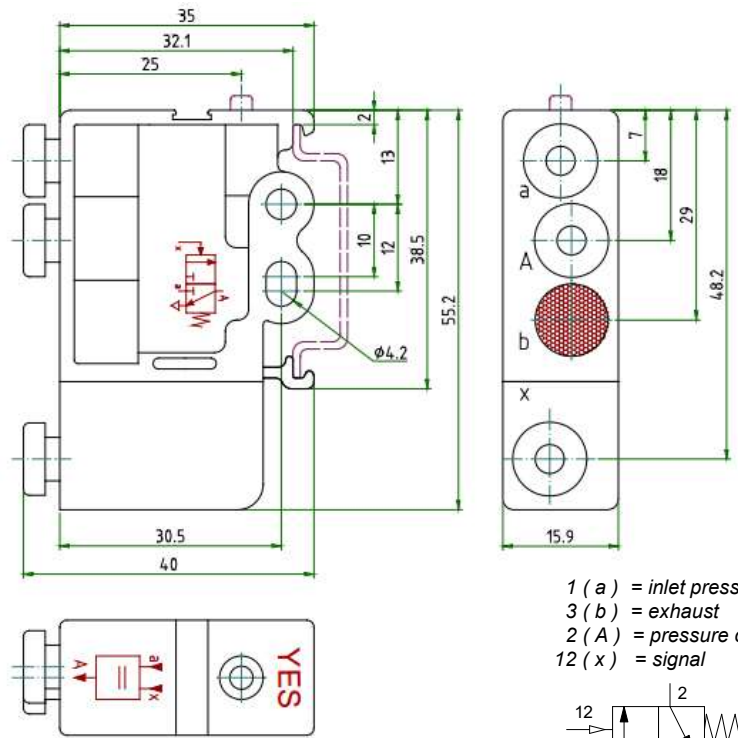 35
32.1
25
2
13
10
12
38.5
55.2
ø4.2
x
a
A
30.5
40
7
18
29
48.2
a
A
b
x
15.9
A
a
x
=
YES
1 ( a ) = inlet press
3 ( b ) = exhaust
2 ( A ) = pressure o
12 ( x ) = signal
2
12